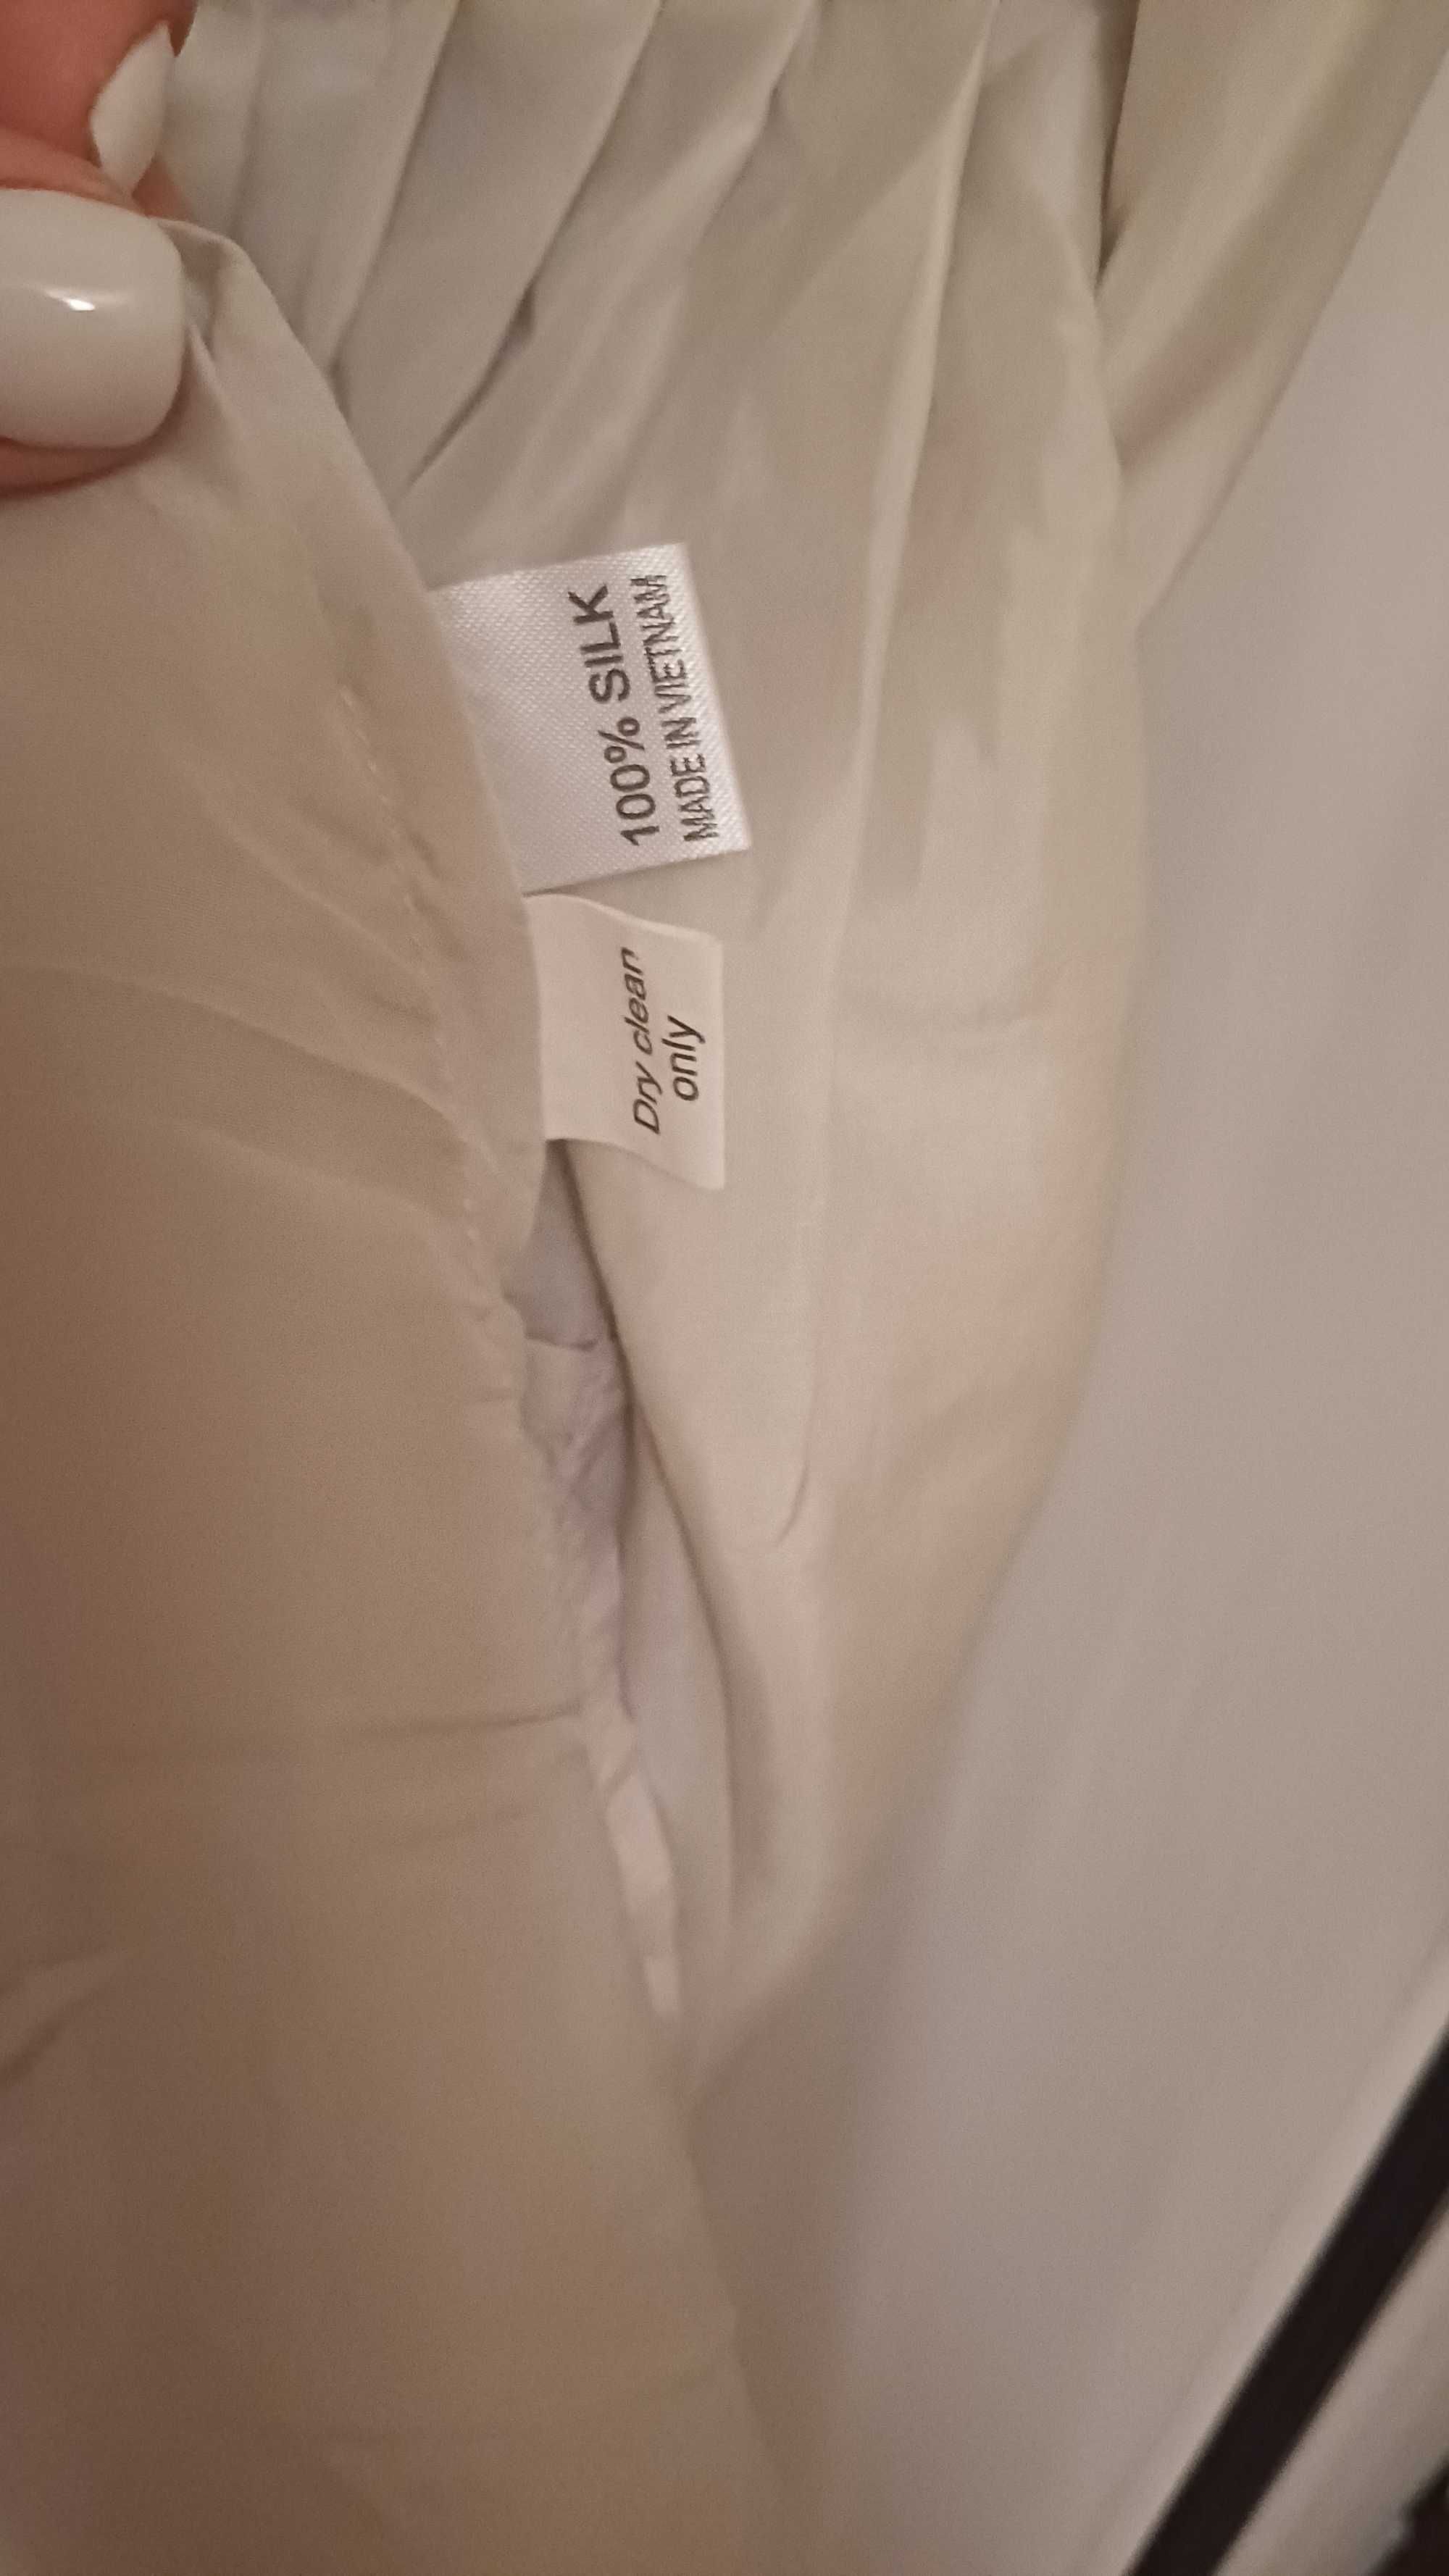 100% SILK
MADE IN VIETNAM
Dry clean
only